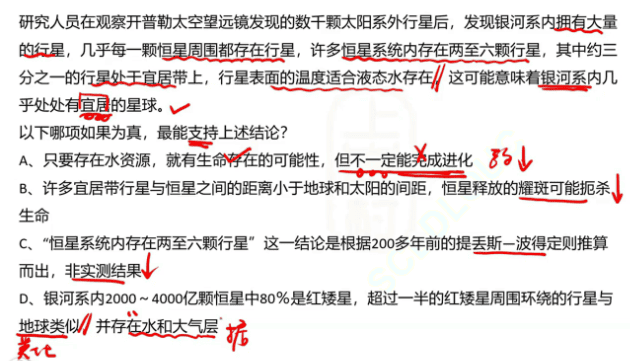 研究人员在观察开普勒太空望远镜发现的数千颗太阳系外行星后，发现银河系内拥有大量
的行星，几乎每一颗恒星周围都存在行星，许多恒星系统内存在两至六颗行星，其中约三
分之一的行星处于宜居带上，行星表面的温度适合液态水存在，这可能意味着银河系内几
乎处处有宜居的星球。
以下哪项如果为真，最能支持上述结论？
A、只要存在水资源，就有生命存在的可能性，但不一定能完成进化
B、许多宜居带行星与恒星之间的距离小于地球和太阳的间距，恒星释放的耀斑可能扼杀
生命
C、“恒星系统内存在两至六颗行星”这一结论是根据200多年前的提丢斯—波得定则推算
而出，非实测结果
D、银河系内2000～4000亿颗恒星中80%是红矮星，超过一半的红矮星周围环绕的行星与
地球类似，并存在水和大气层
类比